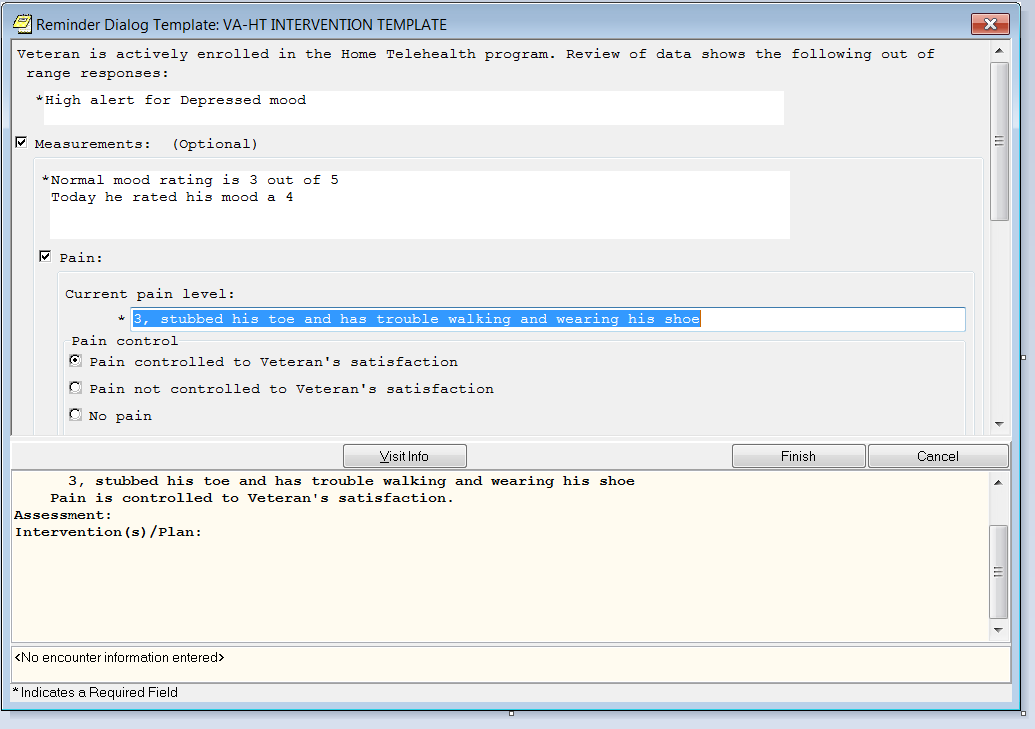 Reminder Dialog Template: VA-HT INTERVENTION TEMPLATE
Veteran is actively enrolled in the Home Telehealth program. Review of data shows the following out of
range responses:
*High alert for Depressed mood
Measurements: (Optional)
*Normal mood rating is 3 out of 5
Today he rated his mood a 4
Pain:
Current pain level:
* 3, stubbed his toe and has trouble walking and wearing his shoe
Pain control
Pain controlled to Veteran's satisfaction
Pain not controlled to Veteran's satisfaction
No pain
Visit Info Finish Cancel
3, stubbed his toe and has trouble walking and wearing his shoe
Pain is controlled to Veteran's satisfaction.
Assessment:
Intervention(s)/Plan:
<No encounter information entered>
* Indicates a Required Field